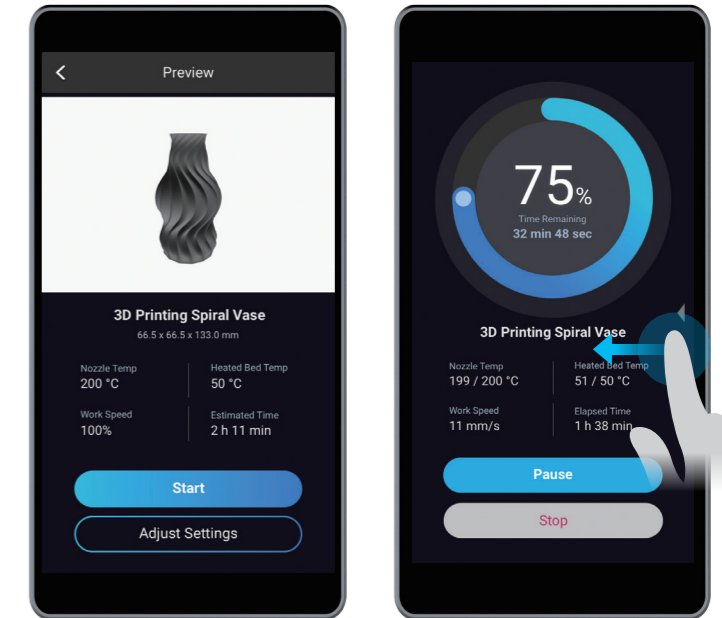 Preview
3D Printing Spiral Vase
66.5 x 66.5 x 133.0 mm
Nozzle Temp
200 °C
Heated Bed Temp
50 °C
Work Speed
100%
Estimated Time
2 h 11 min
Start
Adjust Settings
75%
Time Remaining
32 min 48 sec
3D Printing Spiral Vase
Nozzle Temp
199 / 200 °C
Heated Bed Temp
51 / 50 °C
Work Speed
11 mm/s
Elapsed Time
1 h 38 min
Pause
Stop